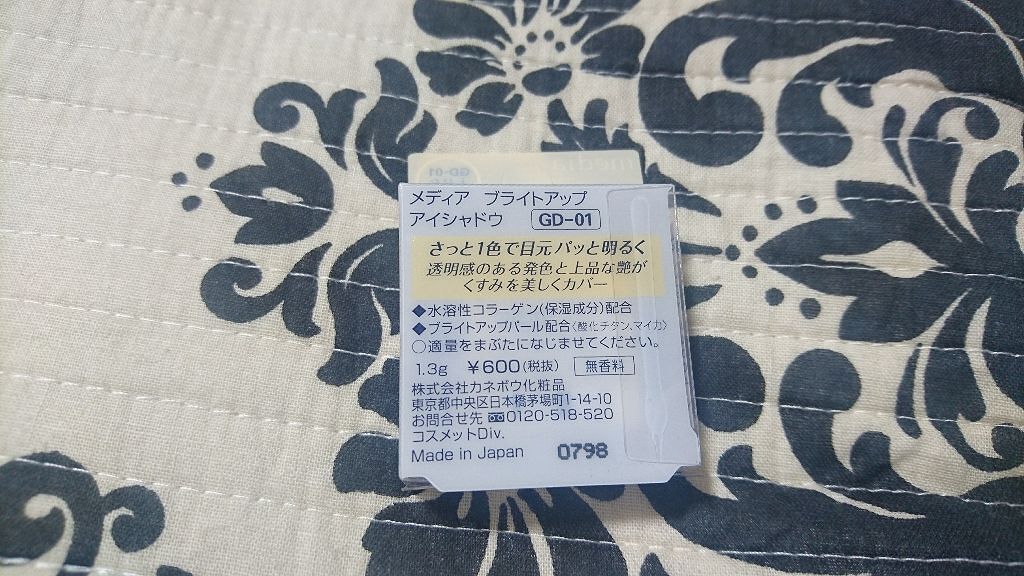 メディア ブライトアップ
アイシャドウ GD-01
さっと1色で目元パッと明るく
透明感のある発色と上品な艶が
くすみを美しくカバー
◆水溶性コラーゲン(保湿成分)配合
◆ブライトアップパール配合〈酸化チタン、マイカ〉
○適量をまぶたになじませてください。
1.3g ￥600(税抜) 無香料
株式会社カネボウ化粧品
東京都中央区日本橋茅場町1-14-10
お問合せ先 0120-518-520
コスメットDiv.
Made in Japan 0798